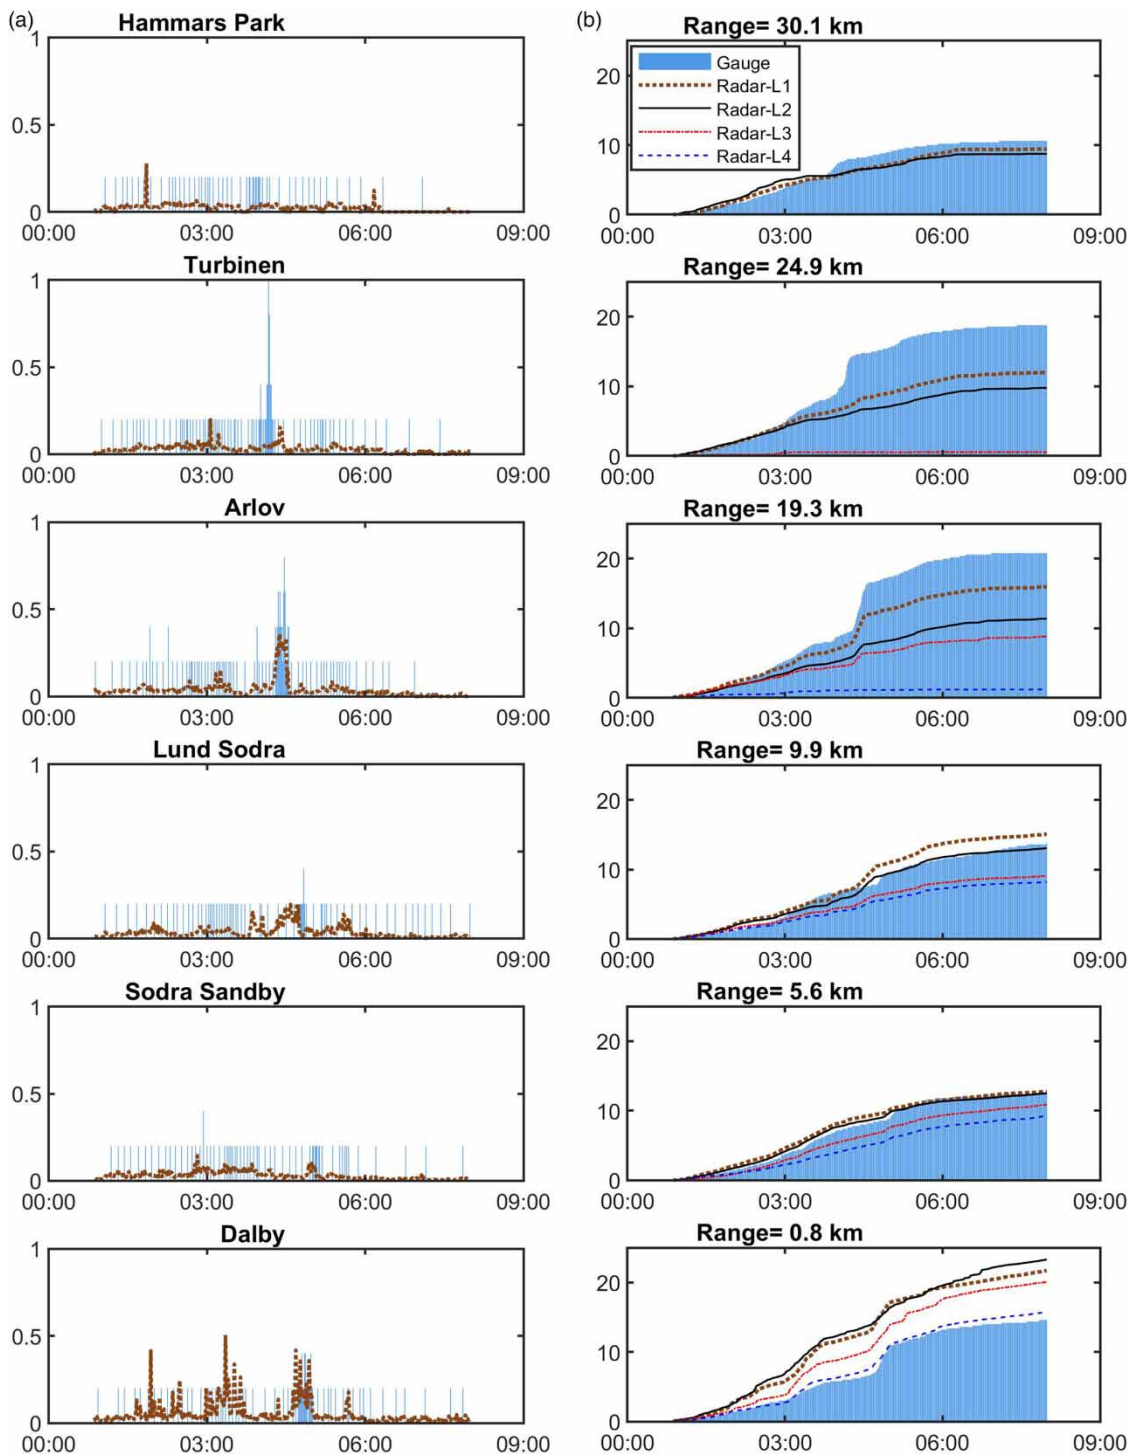 (a)
Hammars Park
1
0.5
0
00:00 03:00 06:00 09:00
Turbinen
1
0.5
0
00:00 03:00 06:00 09:00
Arlov
1
0.5
0
00:00 03:00 06:00 09:00
Lund Sodra
1
0.5
0
00:00 03:00 06:00 09:00
Sodra Sandby
1
0.5
0
00:00 03:00 06:00 09:00
Dalby
1
0.5
0
00:00 03:00 06:00 09:00
(b)
Range= 30.1 km
Gauge
Radar-L1
Radar-L2
Radar-L3
Radar-L4
20
10
0
00:00 03:00 06:00 09:00
Range= 24.9 km
20
10
0
00:00 03:00 06:00 09:00
Range= 19.3 km
20
10
0
00:00 03:00 06:00 09:00
Range= 9.9 km
20
10
0
00:00 03:00 06:00 09:00
Range= 5.6 km
20
10
0
00:00 03:00 06:00 09:00
Range= 0.8 km
20
10
0
00:00 03:00 06:00 09:00